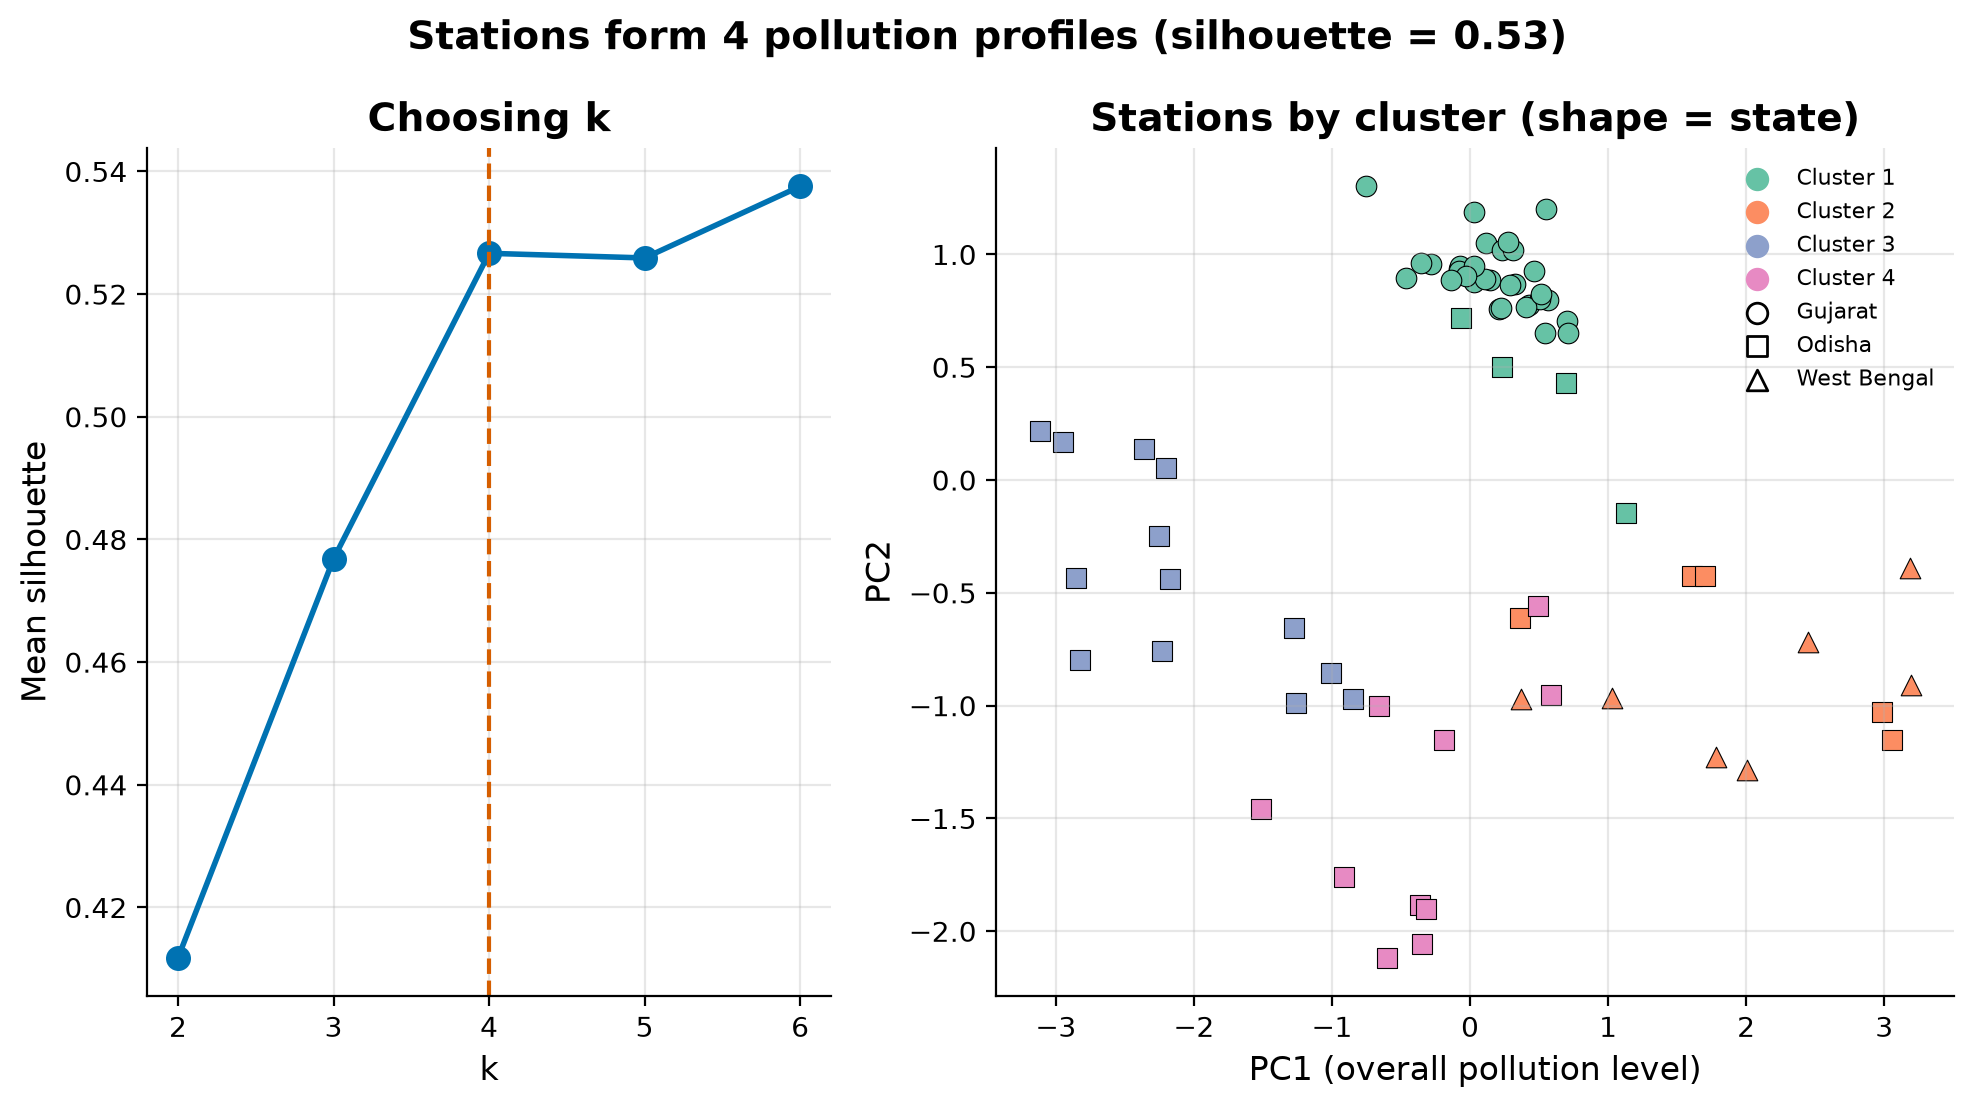 Stations form 4 pollution profiles (silhouette = 0.53)
Choosing k
0.54
0.52
0.50
0.48
0.46
0.44
0.42
Mean silhouette
2 3 4 5 6
k
Stations by cluster (shape = state)
Cluster 1
Cluster 2
Cluster 3
Cluster 4
Gujarat
Odisha
West Bengal
1.0
0.5
0.0
−0.5
−1.0
−1.5
−2.0
PC2
−3 −2 −1 0 1 2 3
PC1 (overall pollution level)